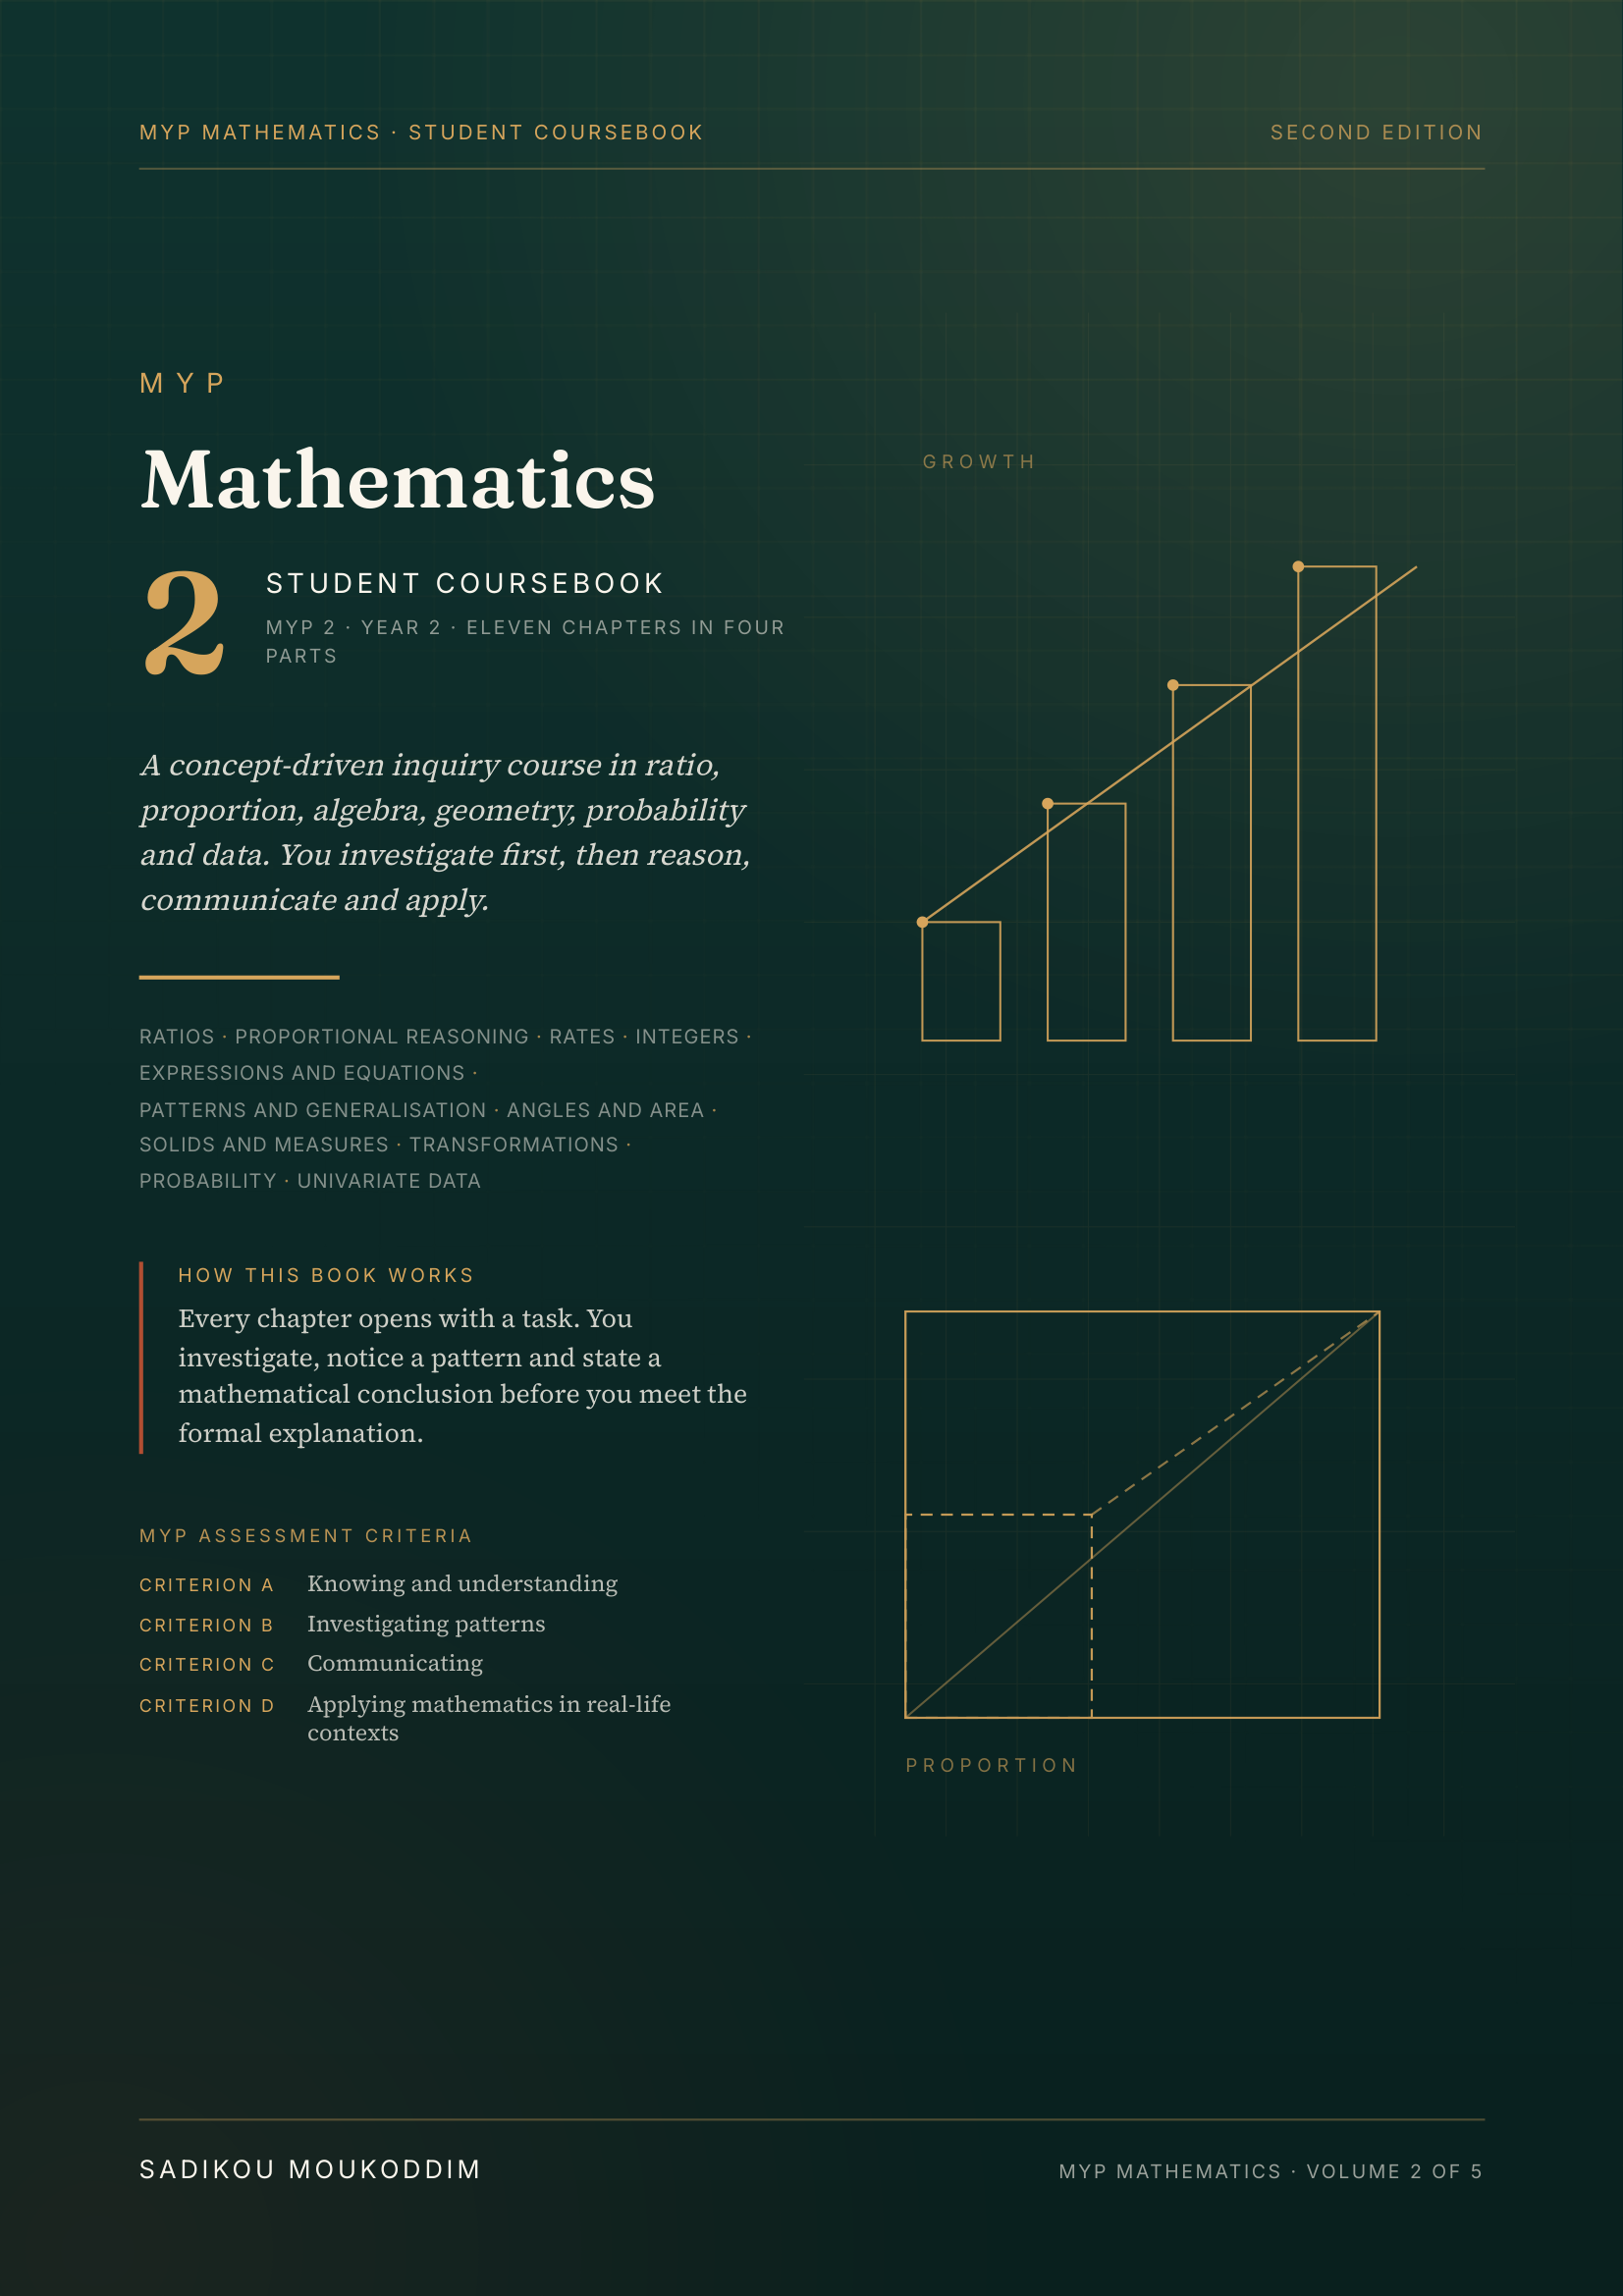 MYP MATHEMATICS · STUDENT COURSEBOOK
SECOND EDITION
MYP
Mathematics
2
STUDENT COURSEBOOK
MYP 2 · YEAR 2 · ELEVEN CHAPTERS IN FOUR
PARTS
A concept-driven inquiry course in ratio,
proportion, algebra, geometry, probability
and data. You investigate first, then reason,
communicate and apply.
RATIOS · PROPORTIONAL REASONING · RATES · INTEGERS ·
EXPRESSIONS AND EQUATIONS ·
PATTERNS AND GENERALISATION · ANGLES AND AREA ·
SOLIDS AND MEASURES · TRANSFORMATIONS ·
PROBABILITY · UNIVARIATE DATA
HOW THIS BOOK WORKS
Every chapter opens with a task. You
investigate, notice a pattern and state a
mathematical conclusion before you meet the
formal explanation.
MYP ASSESSMENT CRITERIA
CRITERION A Knowing and understanding
CRITERION B Investigating patterns
CRITERION C Communicating
CRITERION D Applying mathematics in real-life
contexts
GROWTH
PROPORTION
SADIKOU MOUKODDIM
MYP MATHEMATICS · VOLUME 2 OF 5